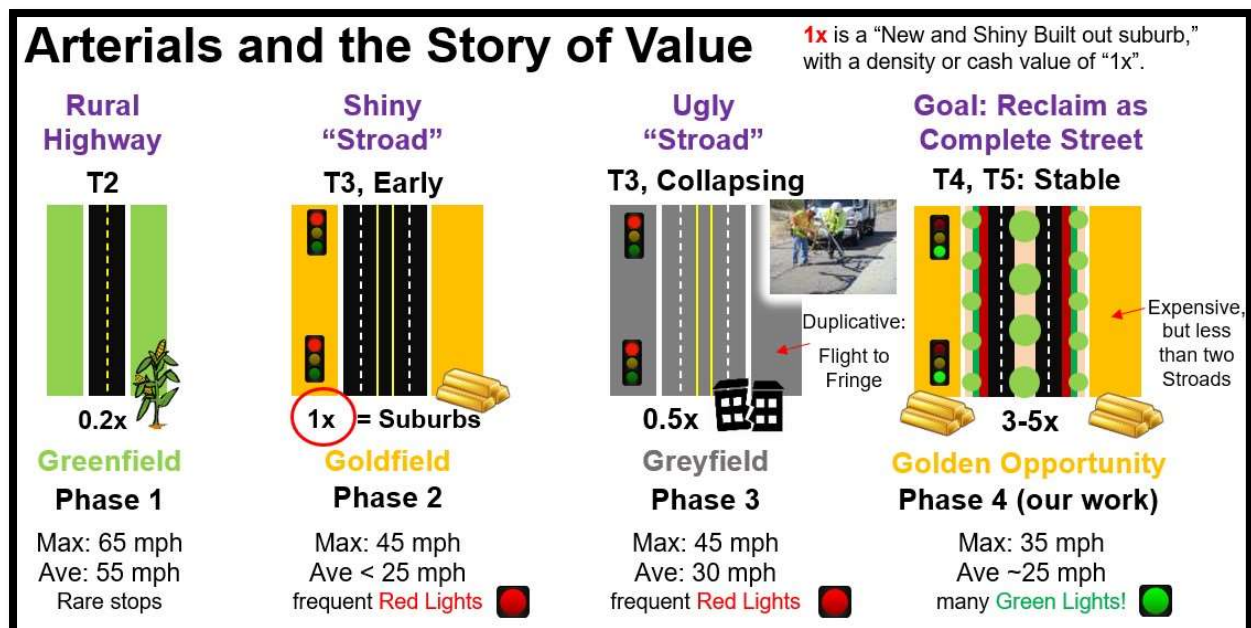 Arterials and the Story of Value
1x is a “New and Shiny Built out suburb,”
with a density or cash value of “1x”.
Rural
Highway
T2
0.2x
Greenfield
Phase 1
Max: 65 mph
Ave: 55 mph
Rare stops
Shiny
“Stroad”
T3, Early
1x = Suburbs
Goldfield
Phase 2
Max: 45 mph
Ave < 25 mph
frequent Red Lights
Ugly
“Stroad”
T3, Collapsing
Duplicative:
Flight to
Fringe
0.5x
Greyfield
Phase 3
Max: 45 mph
Ave: 30 mph
frequent Red Lights
Goal: Reclaim as
Complete Street
T4, T5: Stable
Expensive,
but less
than two
Stroads
3-5x
Golden Opportunity
Phase 4 (our work)
Max: 35 mph
Ave ~25 mph
many Green Lights!